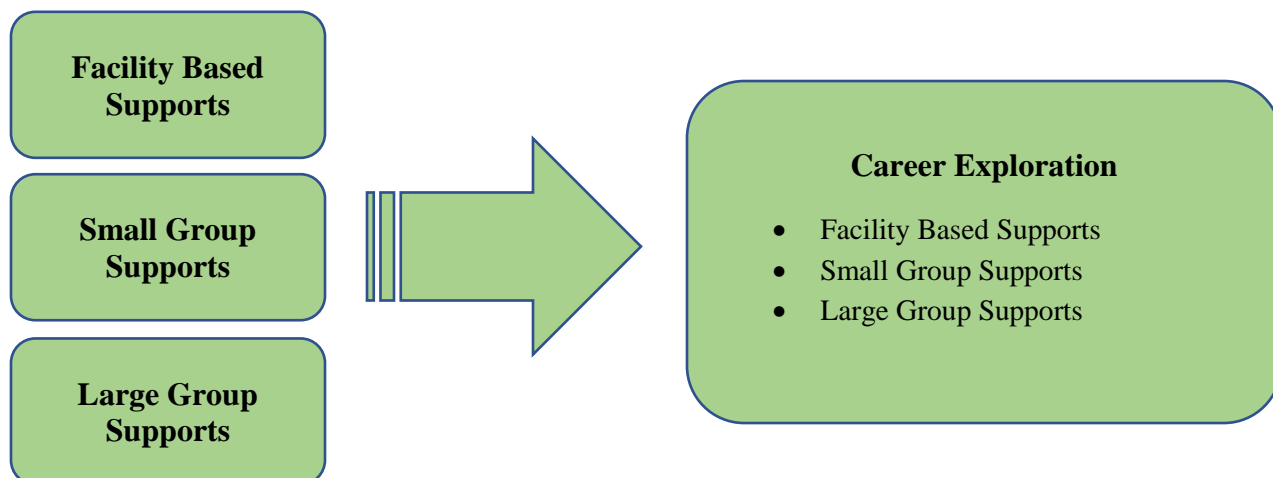 Facility Based
Supports
Small Group
Supports
Large Group
Supports
Career Exploration
• Facility Based Supports
• Small Group Supports
• Large Group Supports